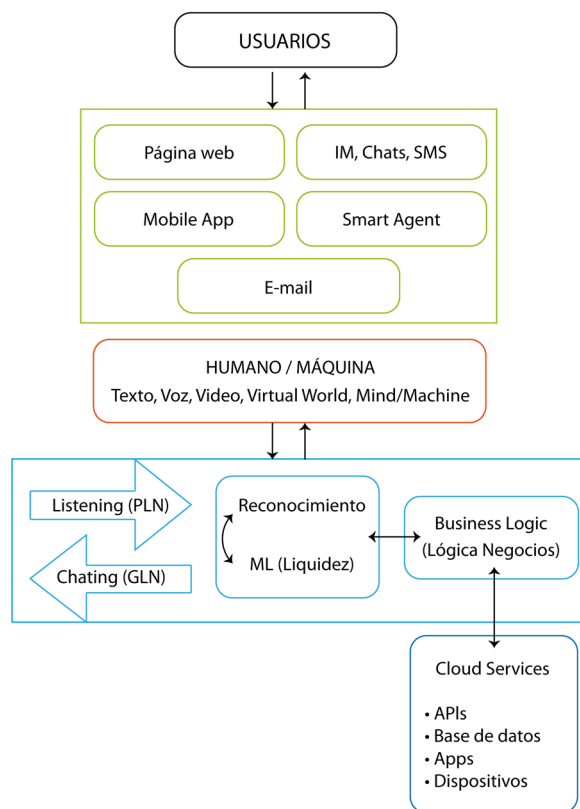 USUARIOS
Página web
IM, Chats, SMS
Mobile App
Smart Agent
E-mail
HUMANO / MÁQUINA
Texto, Voz, Video, Virtual World, Mind/Machine
Listening (PLN)
Chating (GLN)
Reconocimiento
ML (Liquidez)
Business Logic
(Lógica Negocios)
Cloud Services
• APIs
• Base de datos
• Apps
• Dispositivos